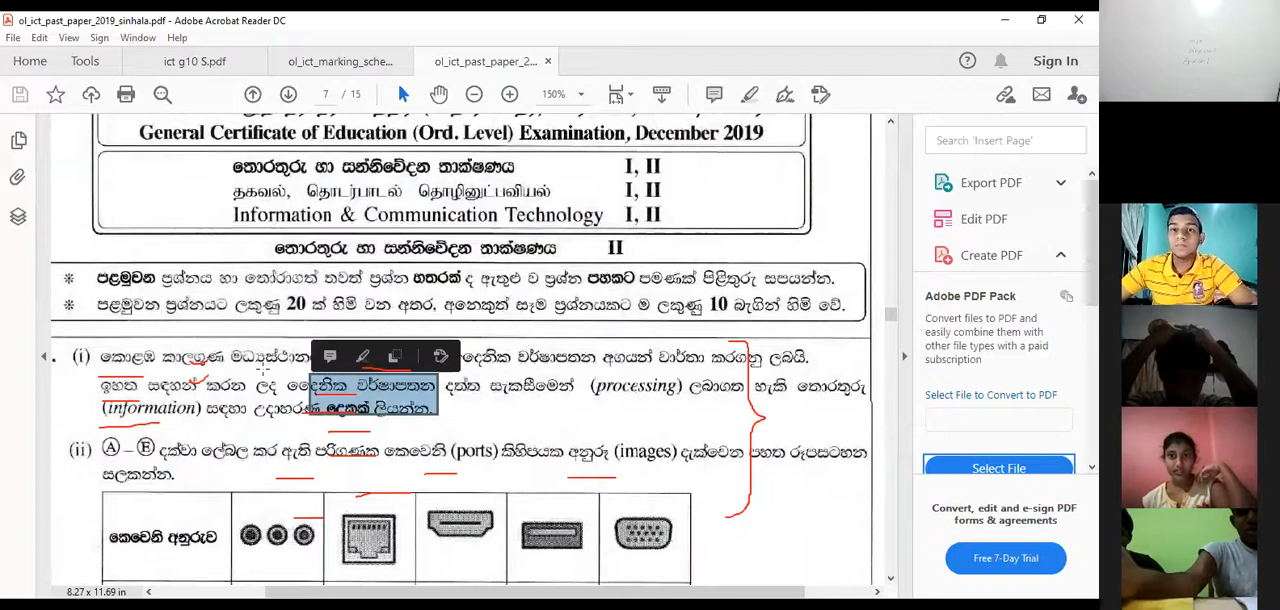 ol_ict_past_paper_2019_sinhala.pdf - Adobe Acrobat Reader DC
File Edit View Sign Window Help
Home Tools ict g10 S.pdf ol_ict_marking_sche... ol_ict_past_paper_2... × Sign In
7 / 15 150%
General Certificate of Education (Ord. Level) Examination, December 2019
තොරතුරු හා සන්නිවේදන තාක්ෂණය I, II
தகவல், தொடர்பாடல் தொழினுட்பவியல் I, II
Information & Communication Technology I, II
තොරතුරු හා සන්නිවේදන තාක්ෂණය II
* පළමුවන ප්‍රශ්නය හා තෝරාගත් තවත් ප්‍රශ්න හතරක් ද ඇතුළු ව ප්‍රශ්න පහකට පමණක් පිළිතුරු සපයන්න.
* පළමුවන ප්‍රශ්නයට ලකුණු 20 ක් හිමි වන අතර, අනෙකුත් සෑම ප්‍රශ්නයකට ම ලකුණු 10 බැගින් හිමි වේ.
. (i) කොළඹ කාලගුණ මධ්‍යස්ථාන දෛනික වර්ෂාපතන අගයන් වාර්තා කරගනු ලබයි.
ඉහත සඳහන් කරන ලද දෛනික වර්ෂාපතන දත්ත සැකසීමෙන් (processing) ලබාගත හැකි තොරතුරු
(information) සඳහා උදාහරණ දෙකක් ලියන්න.
(ii) Ⓐ – Ⓔ දක්වා ලේබල කර ඇති පරිගණක කෙවෙනි (ports) කිහිපයක අනුරූ (images) දැක්වෙන පහත රූපසටහන
සලකන්න.
කෙවෙනි අනුරුව
8.27 x 11.69 in
Search 'Insert Page'
Export PDF
Edit PDF
Create PDF
Adobe PDF Pack
Convert files to PDF and
easily combine them with
other file types with a paid
subscription
Select File to Convert to PDF
Select File
Convert, edit and e-sign PDF
forms & agreements
Free 7-Day Trial